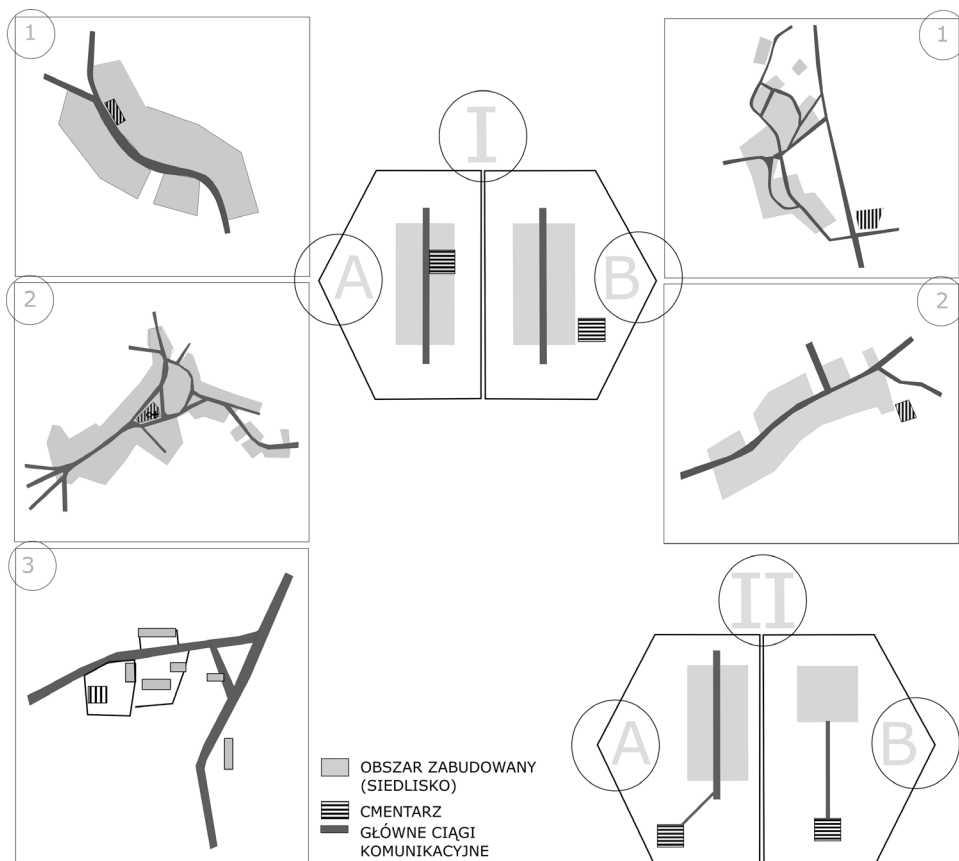 1
1
I
A
B
2
2
3
II
A
B
OBSZAR ZABUDOWANY
(SIEDLISKO)
CMENTARZ
GŁÓWNE CIĄGI
KOMUNIKACYJNE